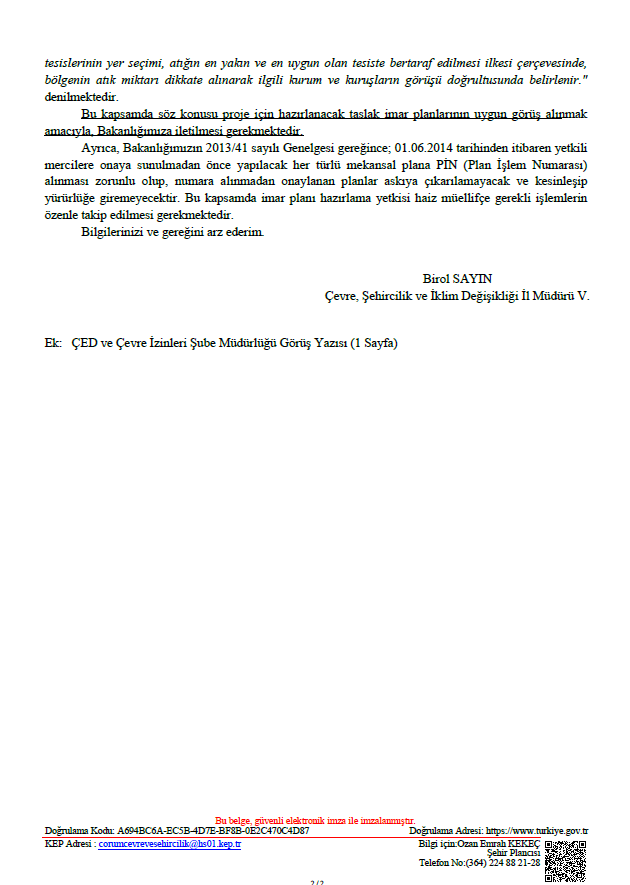 tesislerinin yer seçimi, atığın en yakın ve en uygun olan tesiste bertaraf edilmesi ilkesi çerçevesinde,
bölgenin atık miktarı dikkate alınarak ilgili kurum ve kuruşların görüşü doğrultusunda belirlenir."
denilmektedir.
Bu kapsamda söz konusu proje için hazırlanacak taslak imar planlarının uygun görüş alınmak
amacıyla, Bakanlığımıza iletilmesi gerekmektedir.
Ayrıca, Bakanlığımızın 2013/41 sayılı Genelgesi gereğince; 01.06.2014 tarihinden itibaren yetkili
mercilere onaya sunulmadan önce yapılacak her türlü mekansal plana PİN (Plan İşlem Numarası)
alınması zorunlu olup, numara alınmadan onaylanan planlar askıya çıkarılamayacak ve kesinleşip
yürürlüğe giremeyecektir. Bu kapsamda imar planı hazırlama yetkisi haiz müellifçe gerekli işlemlerin
özenle takip edilmesi gerekmektedir.
Bilgilerinizi ve gereğini arz ederim.
Birol SAYIN
Çevre, Şehircilik ve İklim Değişikliği İl Müdürü V.
Ek: ÇED ve Çevre İzinleri Şube Müdürlüğü Görüş Yazısı (1 Sayfa)
Bu belge, güvenli elektronik imza ile imzalanmıştır.
Doğrulama Kodu: A694BC6A-EC5B-4D7E-BF8B-0E2C470C4D87 Doğrulama Adresi: https://www.turkiye.gov.tr
KEP Adresi : corumcevrevesehircilik@hs01.kep.tr Bilgi için:Ozan Emrah KEKEÇ
Şehir Plancısı
Telefon No:(364) 224 88 21-28
2 / 2